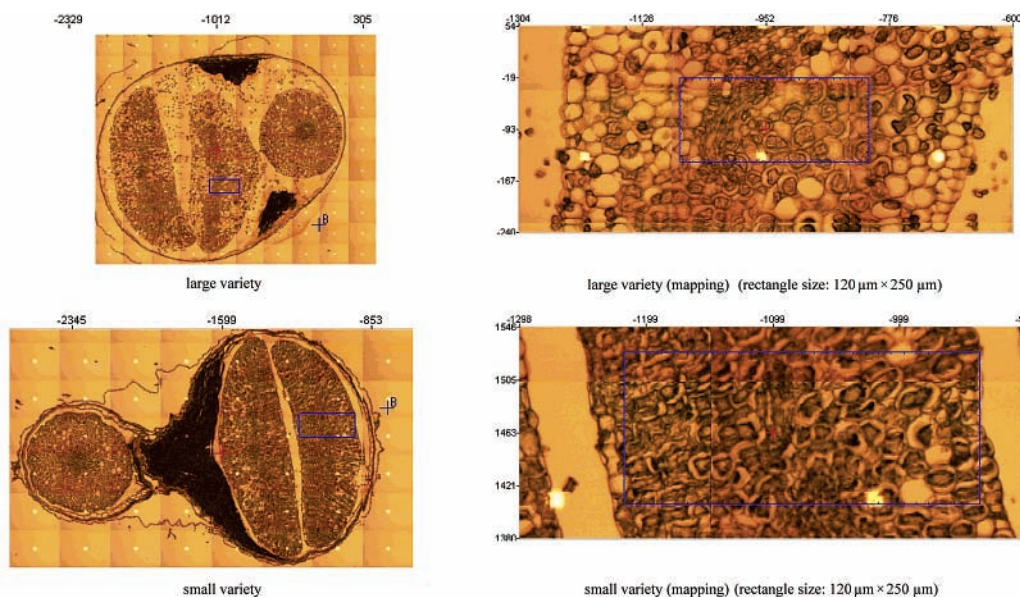 -2329 -1012 305
B
large variety
-1304 -1126 -952 -776 -600
54
-19
-93
-167
-240
large variety (mapping) (rectangle size: 120 µm × 250 µm)
-2345 -1599 -853
B
small variety
-1298 -1199 -1099 -999
1546
1505
1463
1421
1380
small variety (mapping) (rectangle size: 120 µm × 250 µm)